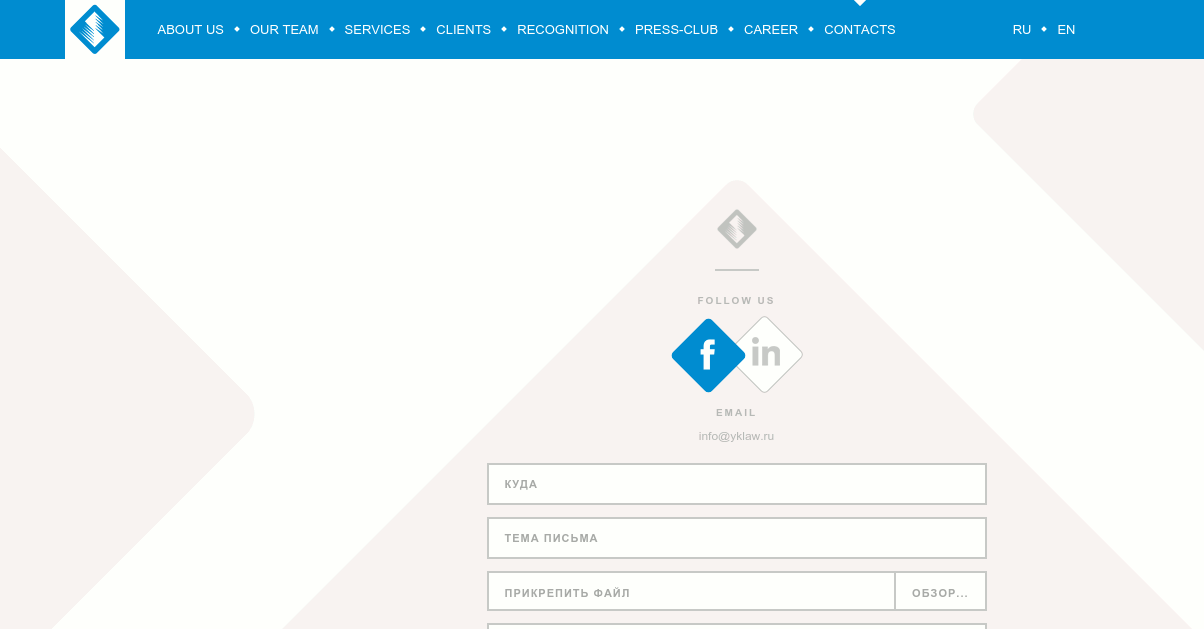 ABOUT US OUR TEAM SERVICES CLIENTS RECOGNITION PRESS-CLUB CAREER CONTACTS RU EN
FOLLOW US
f in
EMAIL
info@yklaw.ru
КУДА
ТЕМА ПИСЬМА
ПРИКРЕПИТЬ ФАЙЛ ОБЗОР...